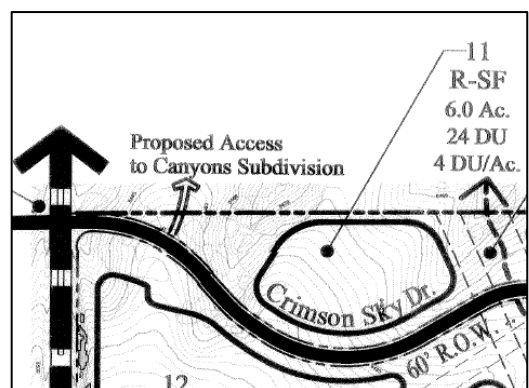 11
R-SF
6.0 Ac.
24 DU
4 DU/Ac.
Proposed Access
to Canyons Subdivision
Crimson Sky Dr.
60' R.O.W.
12